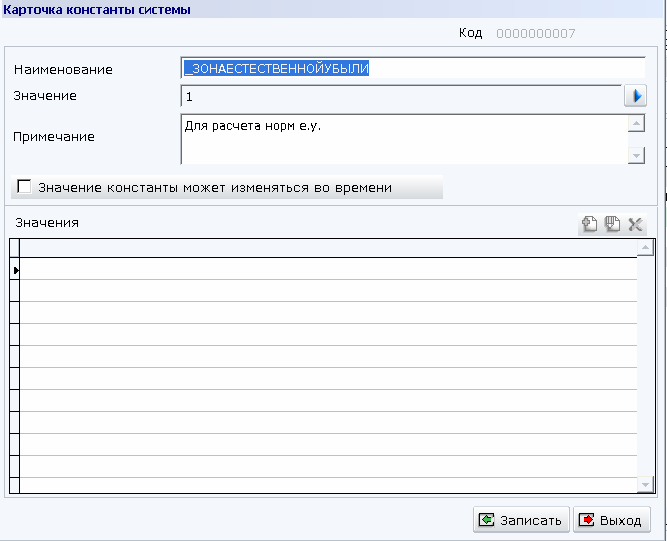 Карточка константы системы
Код 0000000007
Наименование _ЗОНАЕСТЕСТВЕННОЙУБЫЛИ
Значение 1
Примечание Для расчета норм е.у.
Значение константы может изменяться во времени
Значения
Записать Выход